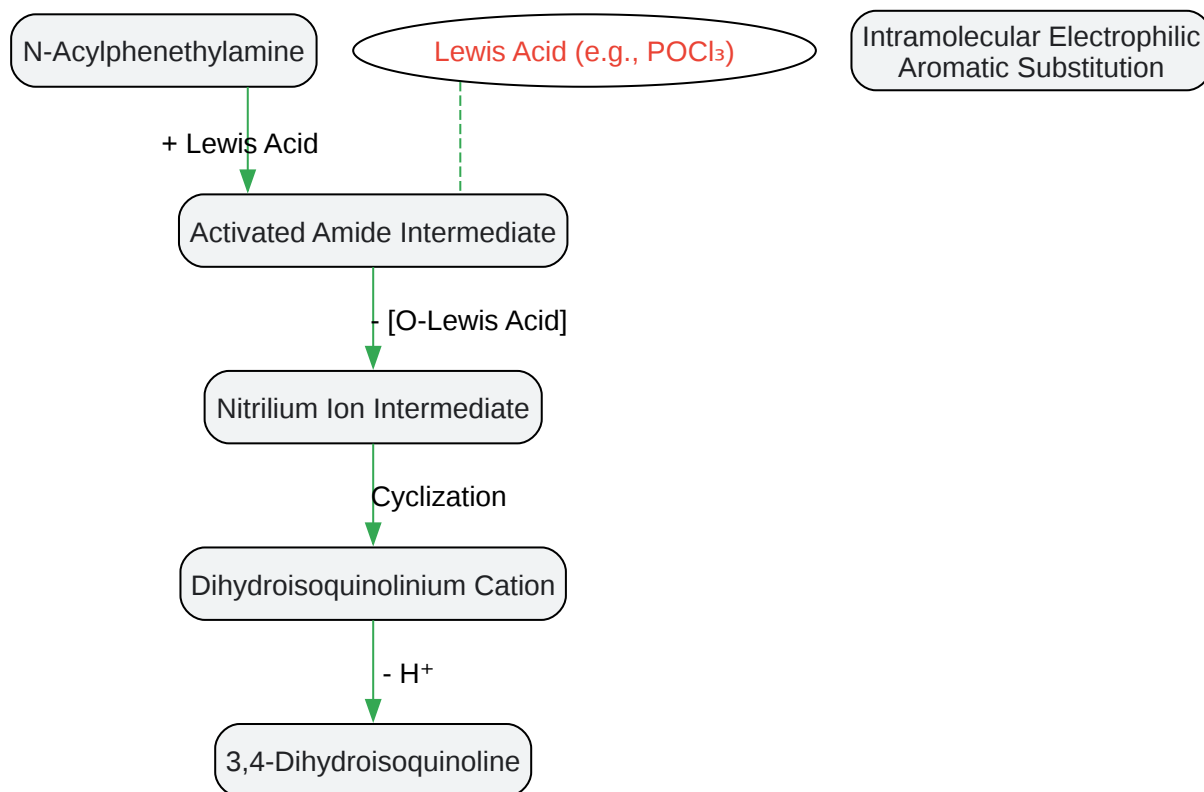 N-Acylphenethylamine
Lewis Acid (e.g., POCl₃)
Intramolecular Electrophilic
Aromatic Substitution
+ Lewis Acid
Activated Amide Intermediate
- [O-Lewis Acid]
Nitrilium Ion Intermediate
Cyclization
Dihydroisoquinolinium Cation
- H⁺
3,4-Dihydroisoquinoline